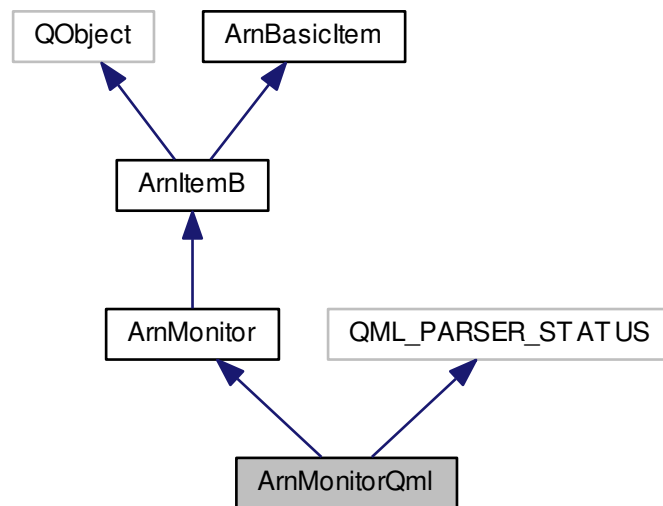 QObject
ArnBasicItem
ArnItemB
ArnMonitor
QML_PARSER_STATUS
ArnMonitorQml